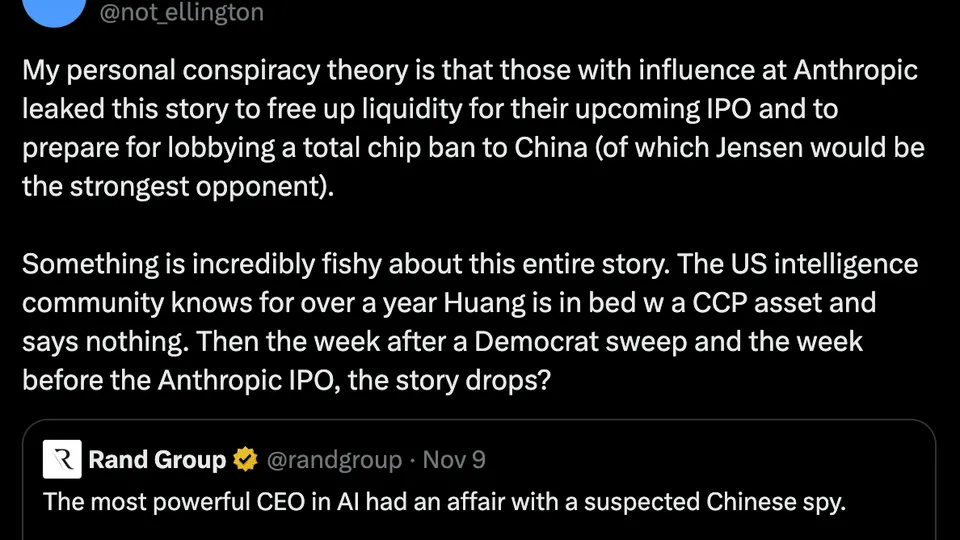 @not_ellington
My personal conspiracy theory is that those with influence at Anthropic
leaked this story to free up liquidity for their upcoming IPO and to
prepare for lobbying a total chip ban to China (of which Jensen would be
the strongest opponent).
Something is incredibly fishy about this entire story. The US intelligence
community knows for over a year Huang is in bed w a CCP asset and
says nothing. Then the week after a Democrat sweep and the week
before the Anthropic IPO, the story drops?
Rand Group @randgroup · Nov 9
The most powerful CEO in AI had an affair with a suspected Chinese spy.